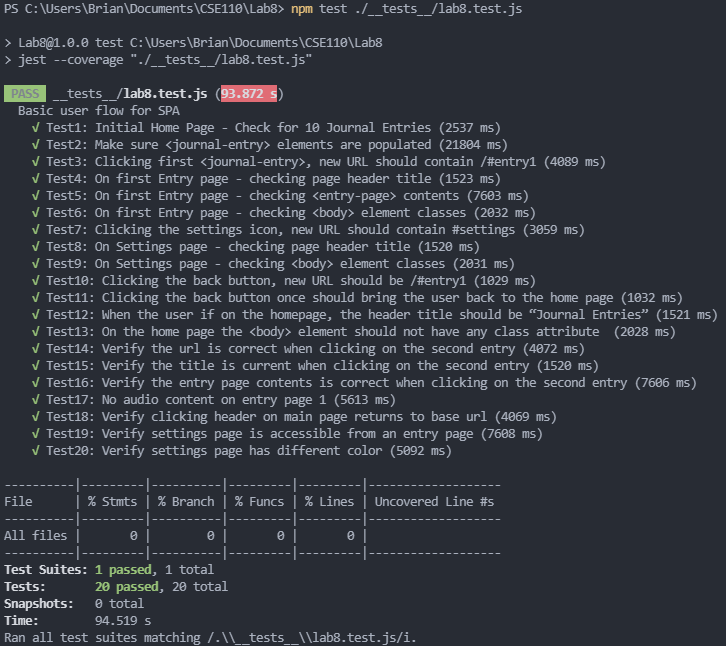 PS C:\Users\Brian\Documents\CSE110\Lab8> npm test ./__tests__/lab8.test.js
> Lab8@1.0.0 test C:\Users\Brian\Documents\CSE110\Lab8
> jest --coverage "./__tests__/lab8.test.js"
PASS __tests__/lab8.test.js (93.872 s)
Basic user flow for SPA
√ Test1: Initial Home Page - Check for 10 Journal Entries (2537 ms)
√ Test2: Make sure <journal-entry> elements are populated (21804 ms)
√ Test3: Clicking first <journal-entry>, new URL should contain /#entry1 (4089 ms)
√ Test4: On first Entry page - checking page header title (1523 ms)
√ Test5: On first Entry page - checking <entry-page> contents (7603 ms)
√ Test6: On first Entry page - checking <body> element classes (2032 ms)
√ Test7: Clicking the settings icon, new URL should contain #settings (3059 ms)
√ Test8: On Settings page - checking page header title (1520 ms)
√ Test9: On Settings page - checking <body> element classes (2031 ms)
√ Test10: Clicking the back button, new URL should be /#entry1 (1029 ms)
√ Test11: Clicking the back button once should bring the user back to the home page (1032 ms)
√ Test12: When the user if on the homepage, the header title should be “Journal Entries” (1521 ms)
√ Test13: On the home page the <body> element should not have any class attribute  (2028 ms)
√ Test14: Verify the url is correct when clicking on the second entry (4072 ms)
√ Test15: Verify the title is current when clicking on the second entry (1520 ms)
√ Test16: Verify the entry page contents is correct when clicking on the second entry (7606 ms)
√ Test17: No audio content on entry page 1 (5613 ms)
√ Test18: Verify clicking header on main page returns to base url (4069 ms)
√ Test19: Verify settings page is accessible from an entry page (7608 ms)
√ Test20: Verify settings page has different color (5092 ms)
----------|---------|----------|---------|---------|-------------------
File      | % Stmts | % Branch | % Funcs | % Lines | Uncovered Line #s
----------|---------|----------|---------|---------|-------------------
All files |       0 |        0 |       0 |       0 |
----------|---------|----------|---------|---------|-------------------
Test Suites: 1 passed, 1 total
Tests:       20 passed, 20 total
Snapshots:   0 total
Time:        94.519 s
Ran all test suites matching /.\\__tests__\\lab8.test.js/i.